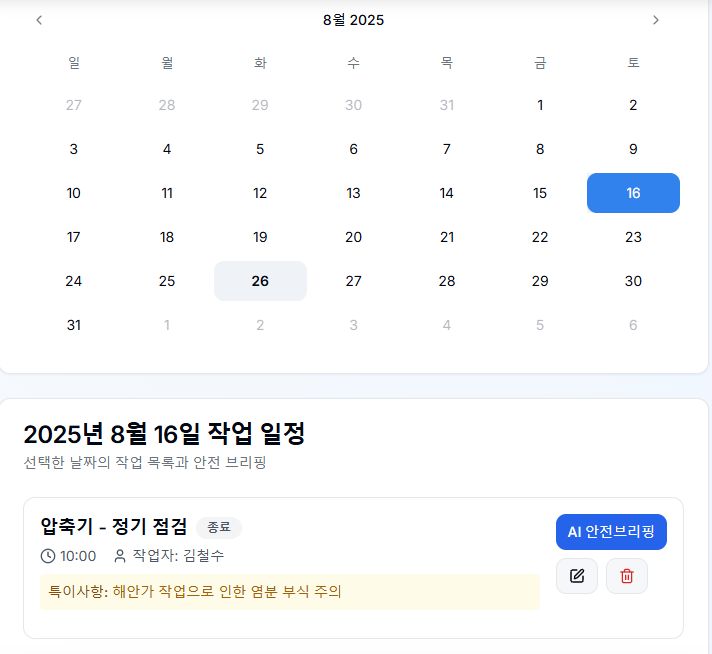 8월 2025
일 월 화 수 목 금 토
27 28 29 30 31 1 2
3 4 5 6 7 8 9
10 11 12 13 14 15 16
17 18 19 20 21 22 23
24 25 26 27 28 29 30
31 1 2 3 4 5 6
2025년 8월 16일 작업 일정
선택한 날짜의 작업 목록과 안전 브리핑
압축기 - 정기 점검 종료
AI 안전브리핑
10:00 작업자: 김철수
특이사항: 해안가 작업으로 인한 염분 부식 주의